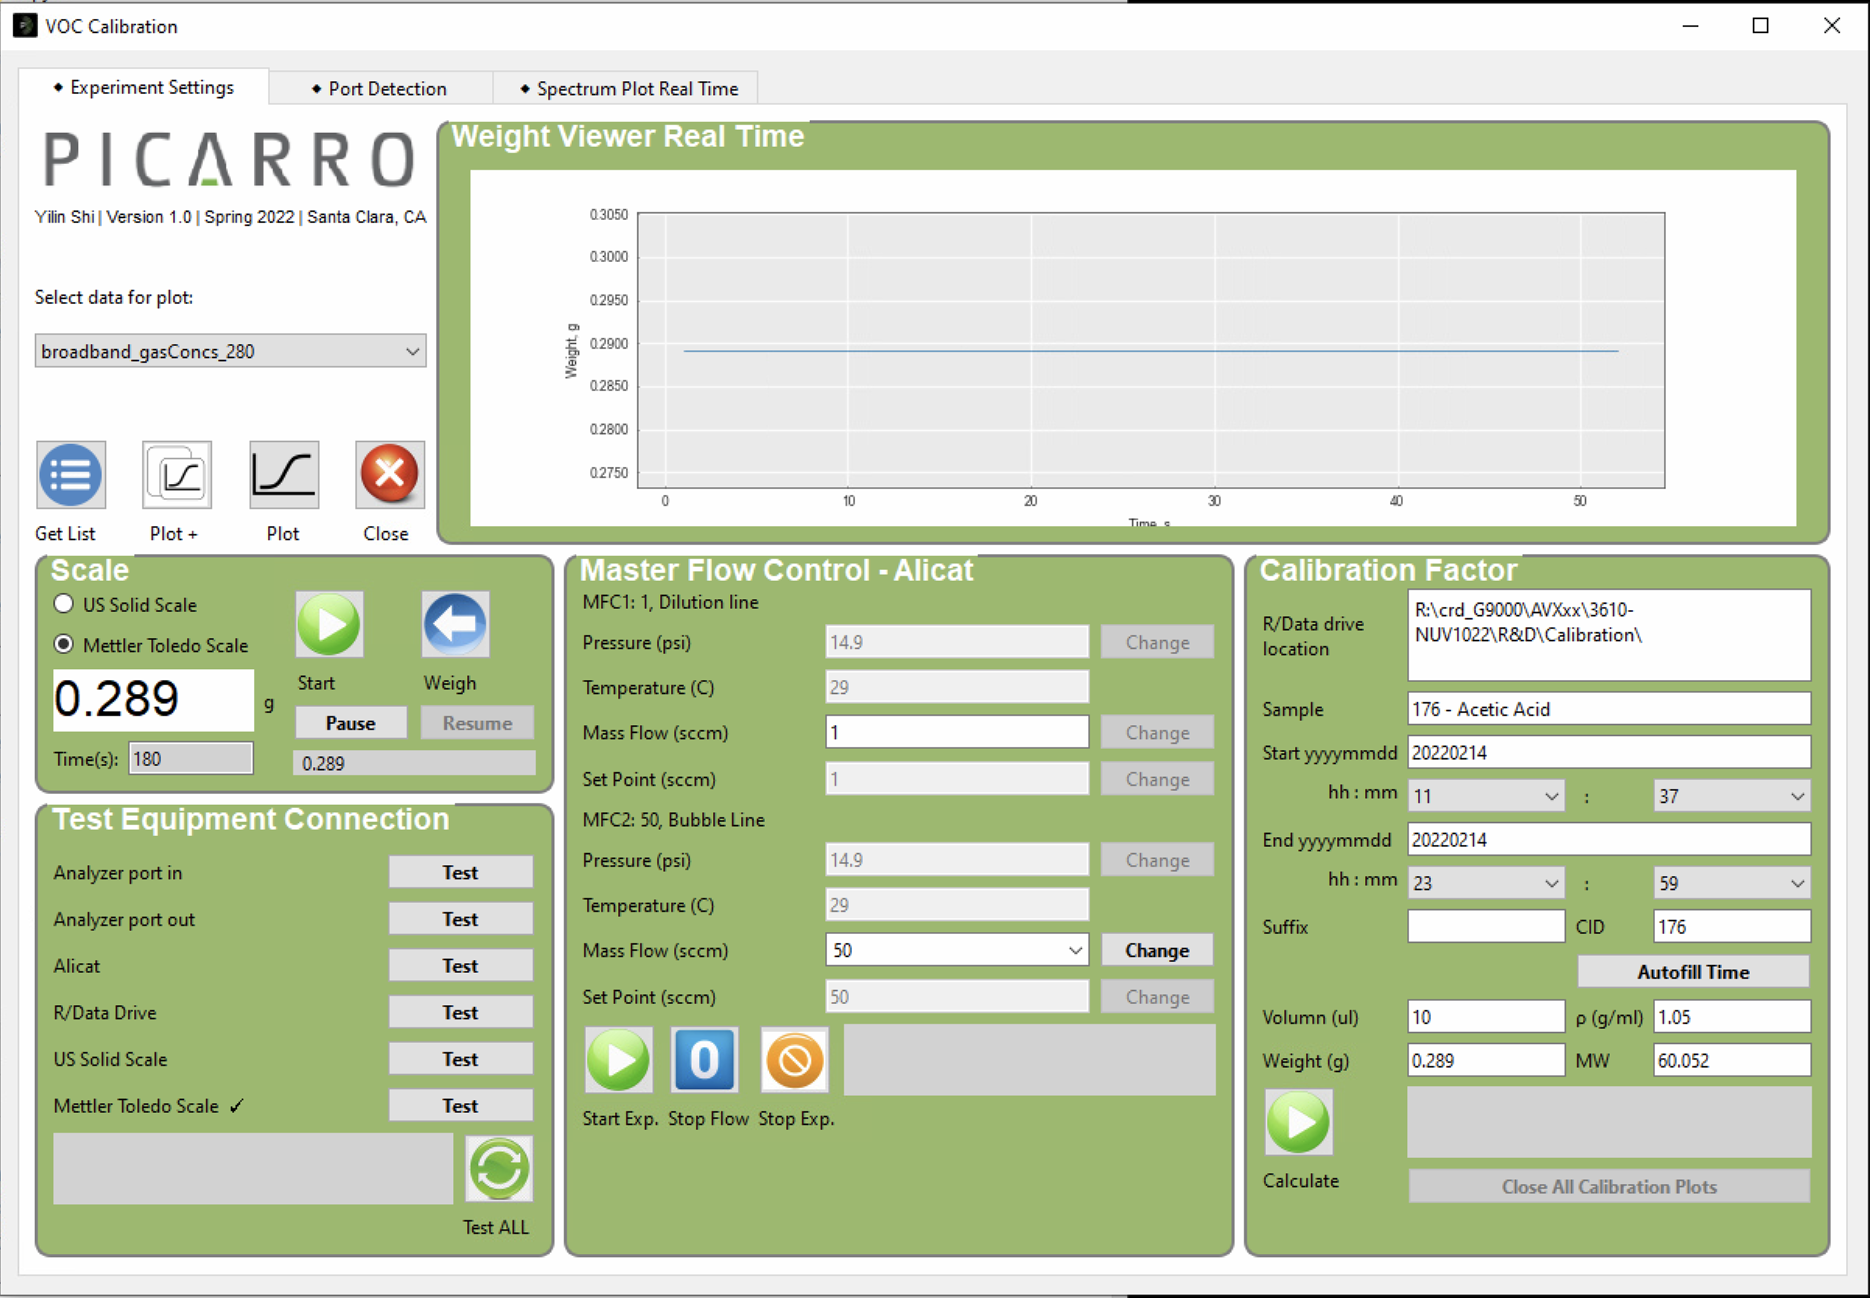 VOC Calibration
◆ Experiment Settings
◆ Port Detection
◆ Spectrum Plot Real Time
PICARRO
Yilin Shi | Version 1.0 | Spring 2022 | Santa Clara, CA
Select data for plot:
broadband_gasConcs_280
Get List
Plot +
Plot
Close
Weight Viewer Real Time
0.3050
0.3000
0.2950
0.2900
0.2850
0.2800
0.2750
Weight, g
0 10 20 30 40 50
Time, s
Scale
US Solid Scale
Mettler Toledo Scale
0.289 g
Time(s): 180
Start
Weigh
Pause
Resume
0.289
Test Equipment Connection
Analyzer port in Test
Analyzer port out Test
Alicat Test
R/Data Drive Test
US Solid Scale Test
Mettler Toledo Scale ✓ Test
Test ALL
Master Flow Control - Alicat
MFC1: 1, Dilution line
Pressure (psi) 14.9 Change
Temperature (C) 29
Mass Flow (sccm) 1 Change
Set Point (sccm) 1 Change
MFC2: 50, Bubble Line
Pressure (psi) 14.9 Change
Temperature (C) 29
Mass Flow (sccm) 50 Change
Set Point (sccm) 50 Change
0
Start Exp. Stop Flow Stop Exp.
Calibration Factor
R/Data drive
location
R:\crd_G9000\AVXxx\3610-
NUV1022\R&D\Calibration\
Sample 176 - Acetic Acid
Start yyyymmdd 20220214
hh : mm 11 : 37
End yyyymmdd 20220214
hh : mm 23 : 59
Suffix CID 176
Autofill Time
Volumn (ul) 10 ρ (g/ml) 1.05
Weight (g) 0.289 MW 60.052
Calculate
Close All Calibration Plots